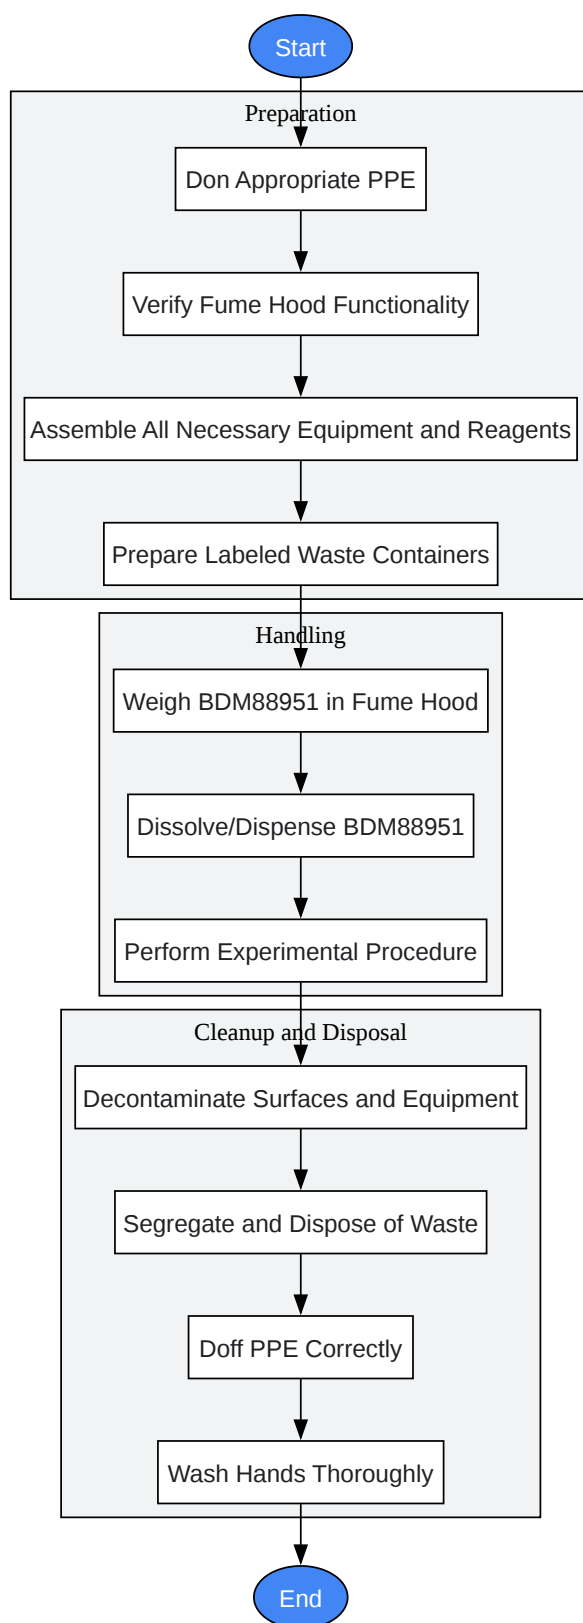 Start
Preparation
Don Appropriate PPE
Verify Fume Hood Functionality
Assemble All Necessary Equipment and Reagents
Prepare Labeled Waste Containers
Handling
Weigh BDM88951 in Fume Hood
Dissolve/Dispense BDM88951
Perform Experimental Procedure
Cleanup and Disposal
Decontaminate Surfaces and Equipment
Segregate and Dispose of Waste
Doff PPE Correctly
Wash Hands Thoroughly
End